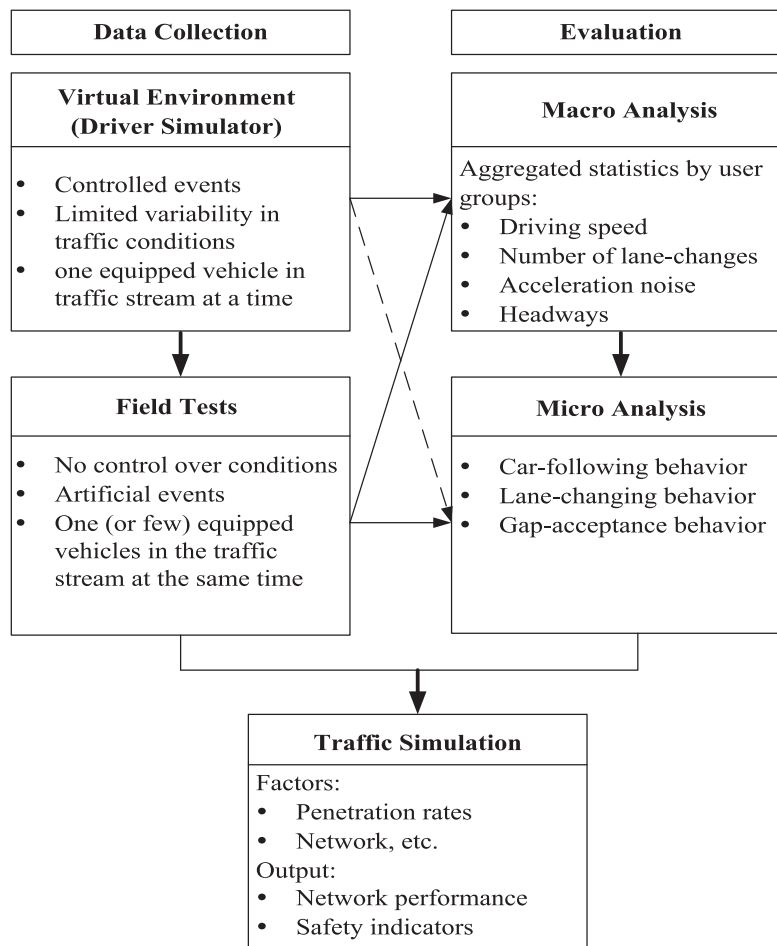 Data Collection
Virtual Environment
(Driver Simulator)
• Controlled events
• Limited variability in
traffic conditions
• one equipped vehicle in
traffic stream at a time
Field Tests
• No control over conditions
• Artificial events
• One (or few) equipped
vehicles in the traffic
stream at the same time
Evaluation
Macro Analysis
Aggregated statistics by user
groups:
• Driving speed
• Number of lane-changes
• Acceleration noise
• Headways
Micro Analysis
• Car-following behavior
• Lane-changing behavior
• Gap-acceptance behavior
Traffic Simulation
Factors:
• Penetration rates
• Network, etc.
Output:
• Network performance
• Safety indicators